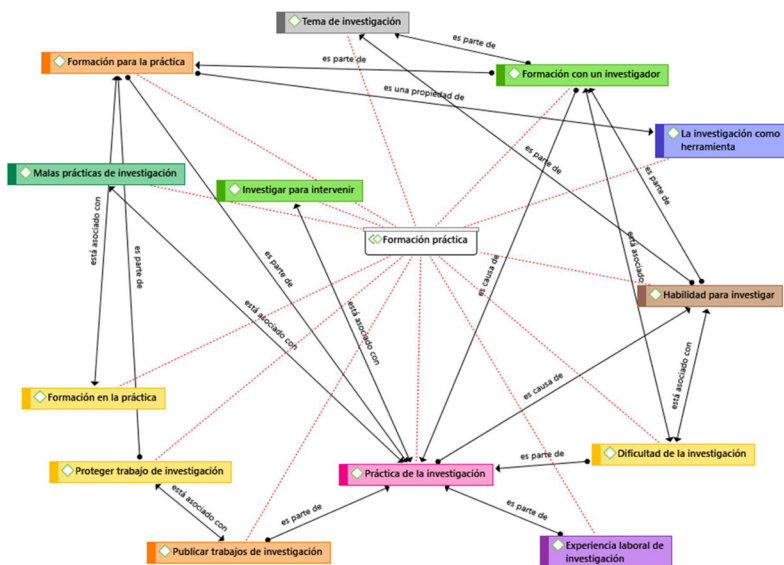 Tema de investigación
es parte de
Formación para la práctica
es parte de
Formación con un investigador
es una propiedad de
La investigación como
herramienta
es parte de
Malas prácticas de investigación
Investigar para intervenir
es parte de
está asociado con
es parte de
es parte de
Formación práctica
está asociado
es causa de
Habilidad para investigar
está asociado con
está asociado con
es causa de
está asociado con
Formación en la práctica
Proteger trabajo de investigación
Práctica de la investigación
es parte de
Dificultad de la investigación
está asociado con
es parte de
es parte de
Publicar trabajos de investigación
Experiencia laboral de
investigación